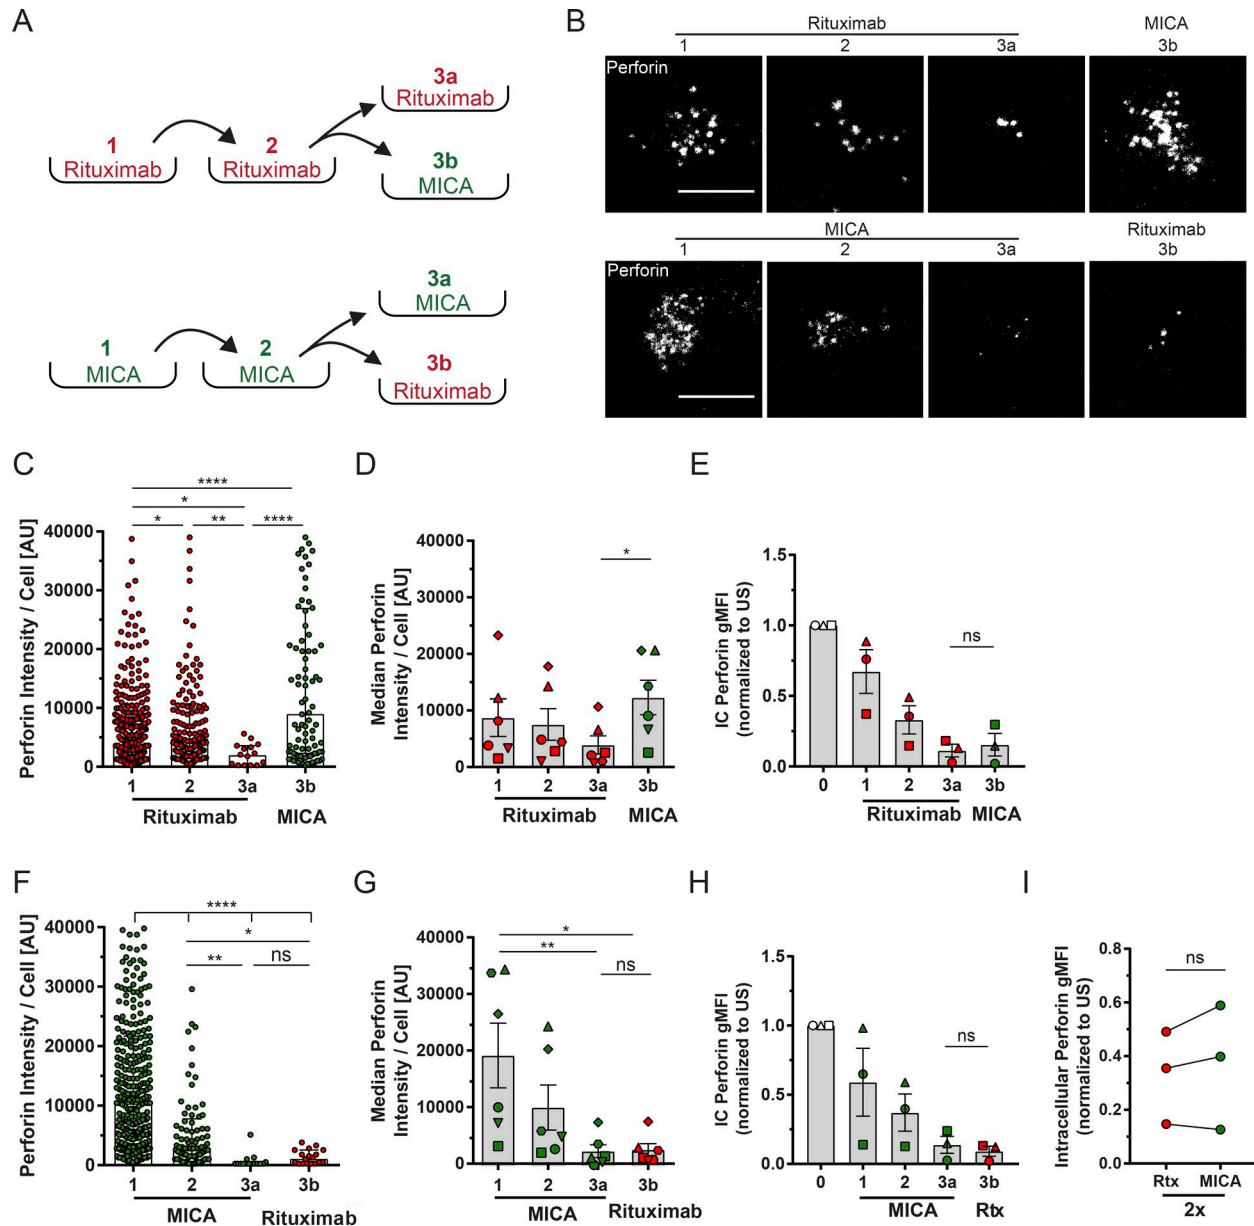 A
3a
Rituximab
1
Rituximab
2
Rituximab
3b
MICA
3a
MICA
1
MICA
2
MICA
3b
Rituximab
B
Rituximab
MICA
1 2 3a 3b
Perforin
MICA
Rituximab
1 2 3a 3b
Perforin
C
Perforin Intensity / Cell [AU]
****
*
* ** ****
40000
30000
20000
10000
0
1 2 3a 3b
Rituximab MICA
D
Median Perforin
Intensity / Cell [AU]
*
40000
30000
20000
10000
0
1 2 3a 3b
Rituximab MICA
E
IC Perforin gMFI
(normalized to US)
ns
1.5
1.0
0.5
0.0
0 1 2 3a 3b
Rituximab MICA
F
Perforin Intensity / Cell [AU]
****
*
** ns
40000
30000
20000
10000
0
1 2 3a 3b
MICA Rituximab
G
Median Perforin
Intensity / Cell [AU]
*
**
ns
40000
30000
20000
10000
0
1 2 3a 3b
MICA Rituximab
H
IC Perforin gMFI
(normalized to US)
ns
1.5
1.0
0.5
0.0
0 1 2 3a 3b
MICA Rtx
I
Intracellular Perforin gMFI
(normalized to US)
ns
0.8
0.6
0.4
0.2
0.0
Rtx MICA
2x